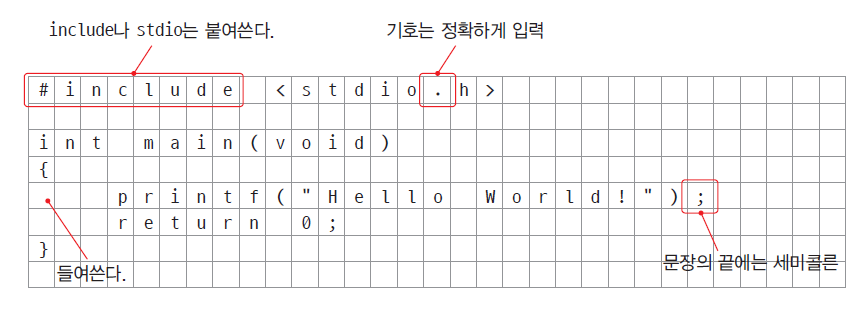 include나 stdio는 붙여쓴다.
기호는 정확하게 입력
#include <stdio.h>
int main(void)
{
   printf("Hello World!");
   return 0;
}
들여쓴다.
문장의 끝에는 세미콜른